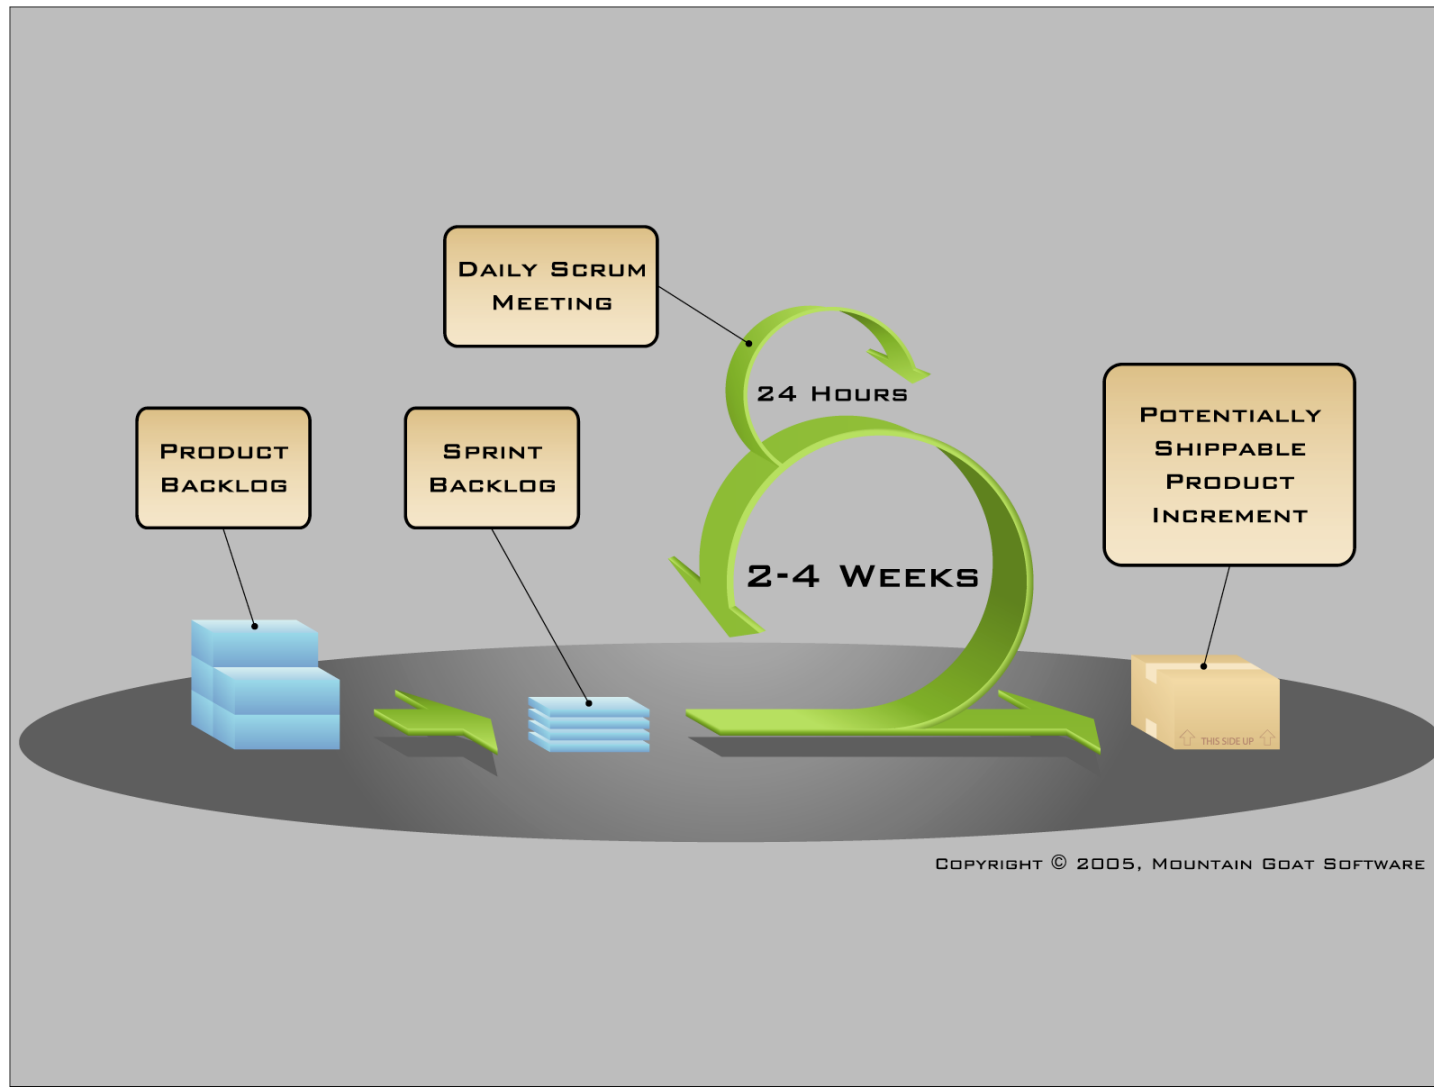 Daily Scrum
Meeting
24 Hours
Potentially
Shippable
Product
Increment
Product
Backlog
Sprint
Backlog
2-4 Weeks
THIS SIDE UP
Copyright © 2005, Mountain Goat Software